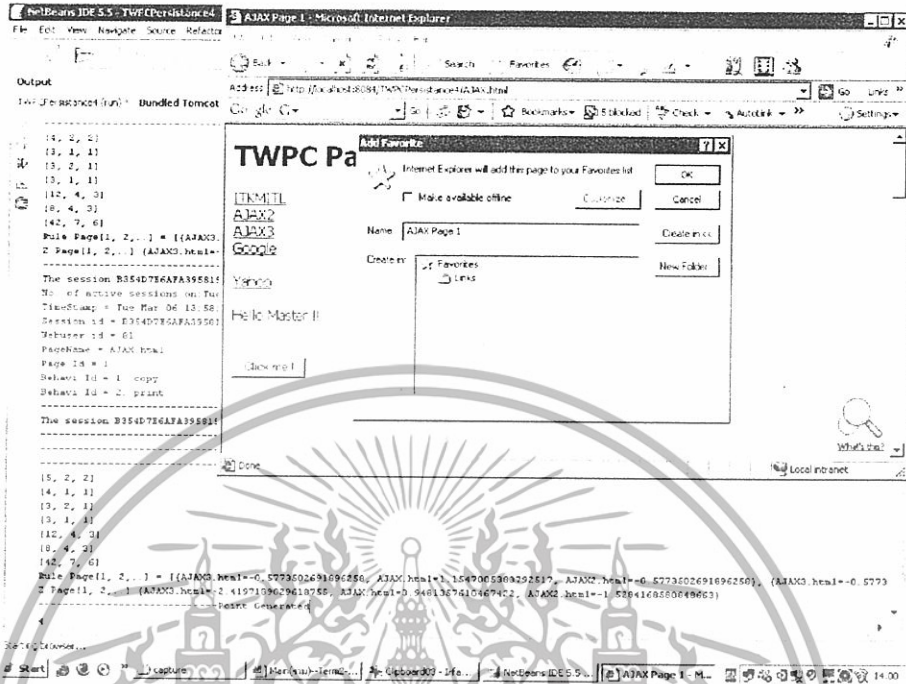 NetBeans IDE 5.5 - TWPCPersistance4
File Edit View Navigate Source Refactor
Output
TWPCPersistance4 (run) Bundled Tomcat
[4, 2, 2]
[3, 1, 1]
[3, 2, 1]
[3, 1, 1]
[12, 4, 3]
[8, 4, 3]
[42, 7, 6]
Rule Page[1, 2,..] = [{AJAX3.
Z Page[1, 2,..] (AJAX3.html=-
The session B354D7E6AFA395815
No. of active sessions on Tue
TimeStamp = Tue Mar 06 13:58:
Session id = B354D7E6AFA39581
Webuser id = 61
PageName = AJAX.html
Page Id = 1
Behavi Id = 1 copy
Behavi Id = 2 print
The session B354D7E6AFA395815
[5, 2, 2]
[4, 1, 1]
[3, 2, 1]
[3, 1, 1]
[12, 4, 3]
[8, 4, 3]
[42, 7, 6]
Rule Page[1, 2,..] = [{AJAX3.html=-0.5773502691896258, AJAX.html=1.1547005383792517, AJAX2.html=-0.5773502691896258}, {AJAX3.html=-0.5773
Z Page[1, 2,..] (AJAX3.html=-2.4197189029618755, AJAX.html=3.9481357610467422, AJAX2.html=-1.5284168580848663)
Point Generated
AJAX Page 1 - Microsoft Internet Explorer
Back Search Favorites
Address http://localhost:8084/TWPCPersistance4/AJAX.html Go Links
Google Go Bookmarks 5 blocked Check AutoLink Settings
TWPC Pa
ITKMITL
AJAX2
AJAX3
Google
Yahoo
Hello Master !!
Click me !
Add Favorite
Internet Explorer will add this page to your Favorites list
OK
Make available offline Customize Cancel
Name AJAX Page 1 Create in <<
Create in: Favorites New Folder
Links
What's this?
Done Local intranet
Starting browser...
Start capture Clipboard03 - NetBeans IDE 5.5 AJAX Page 1 - M... 14:00